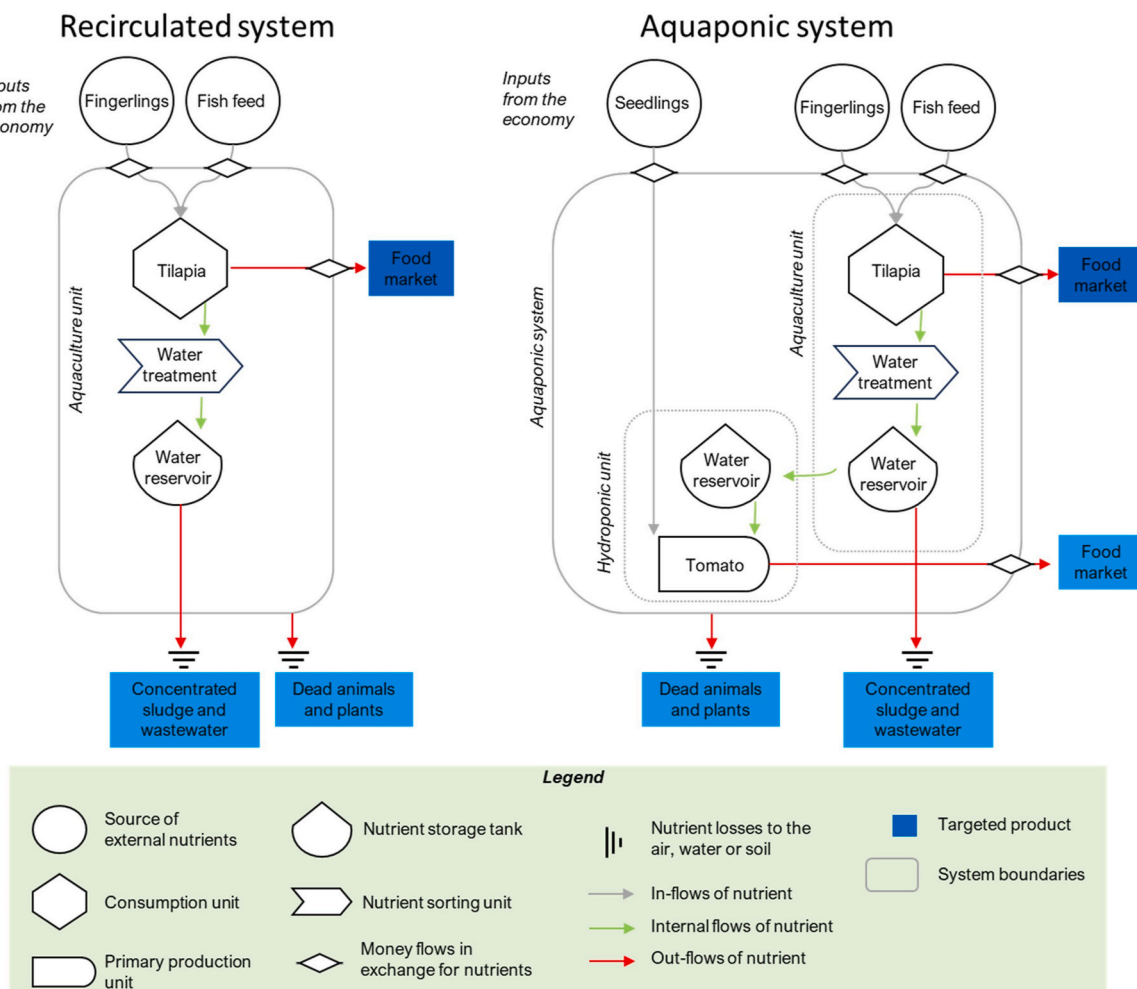 Recirculated system
Fingerlings
Fish feed
from the
Aquaculture unit
Tilapia
Food
market
Water
treatment
Water
reservoir
Concentrated
sludge and
wastewater
Dead animals
and plants
Aquaponic system
Inputs
from the
economy
Seedlings
Fingerlings
Fish feed
Aquaponic system
Aquaculture unit
Tilapia
Food
market
Water
treatment
Hydroponic unit
Water
reservoir
Water
reservoir
Tomato
Food
market
Dead animals
and plants
Concentrated
sludge and
wastewater
Legend
Source of
external nutrients
Consumption unit
Primary production
unit
Nutrient storage tank
Nutrient sorting unit
Money flows in
exchange for nutrients
Nutrient losses to the
air, water or soil
In-flows of nutrient
Internal flows of nutrient
Out-flows of nutrient
Targeted product
System boundaries